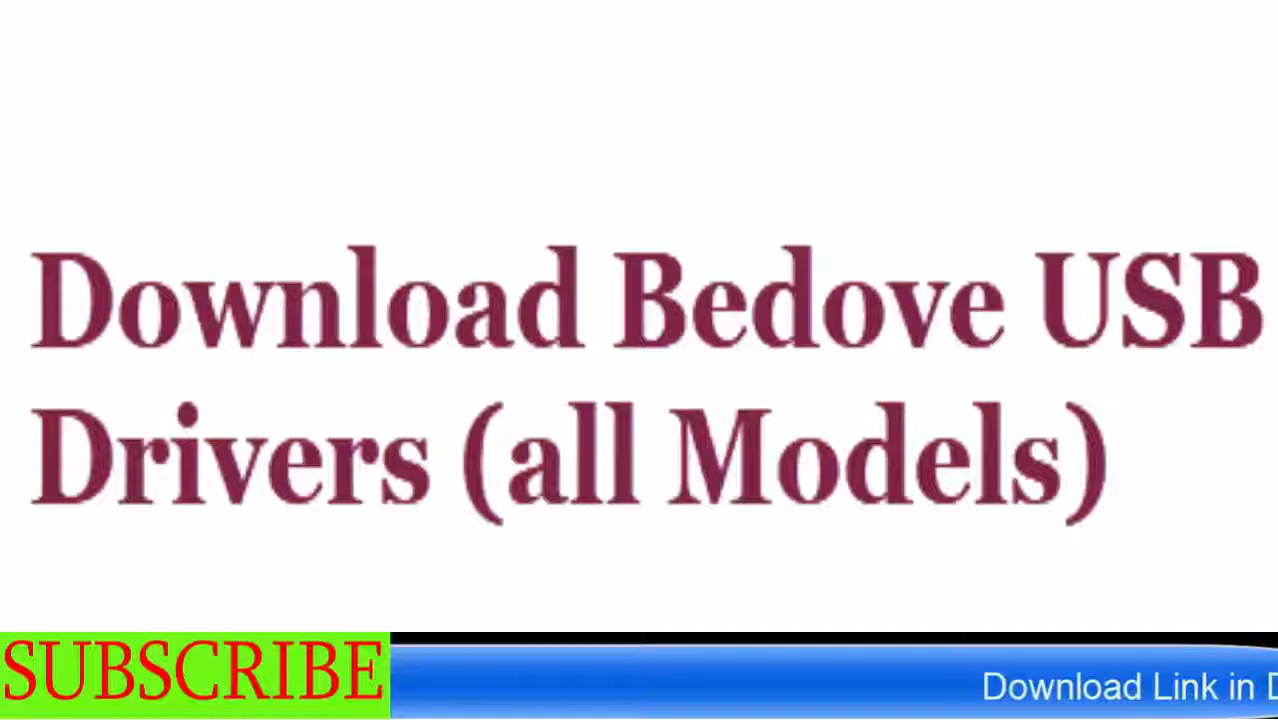 Download Bedove USB
Drivers (all Models)
SUBSCRIBE
Download Link in